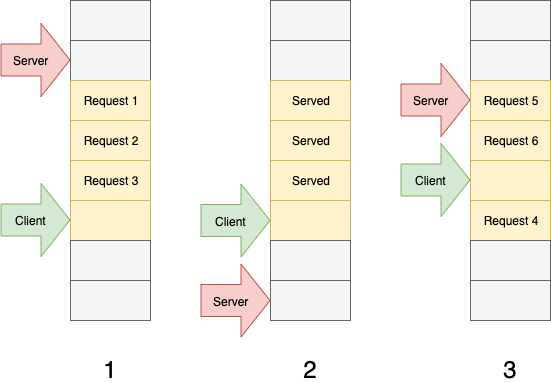 Server
Request 1
Request 2
Request 3
Client
1
Served
Served
Served
Client
Server
2
Server
Request 5
Request 6
Client
Request 4
3